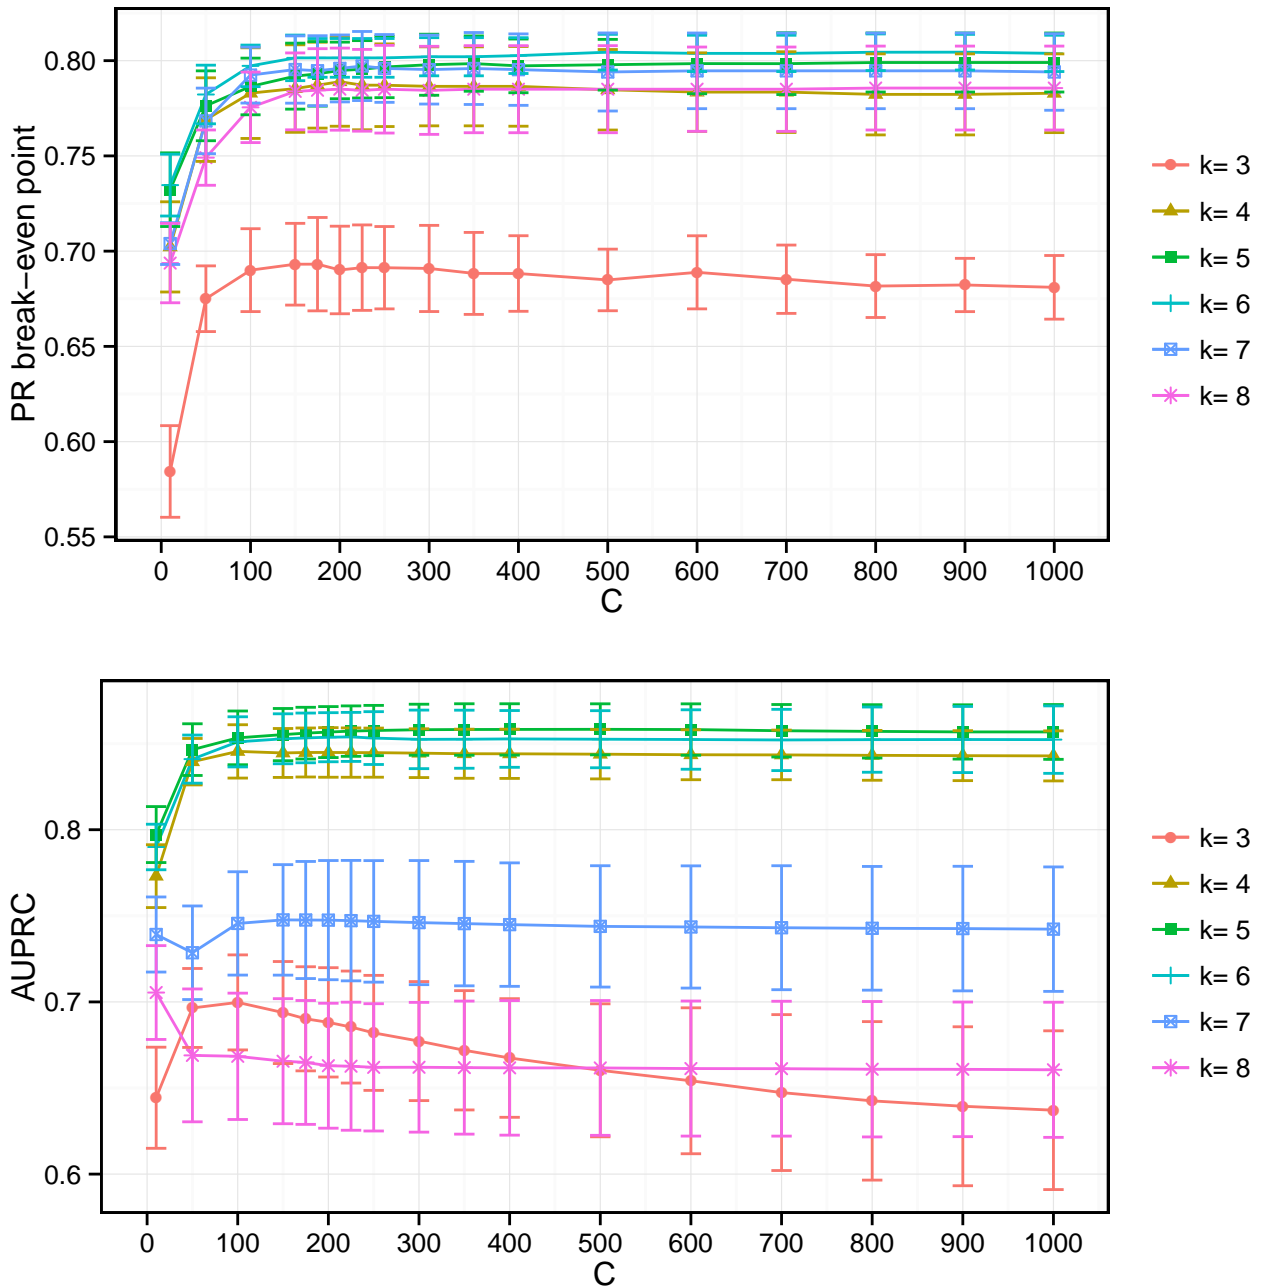 PR break−even point
0.80
0.75
0.70
0.65
0.60
0.55
0 100 200 300 400 500 600 700 800 900 1000
C
k= 3
k= 4
k= 5
k= 6
k= 7
k= 8
AUPRC
0.8
0.7
0.6
0 100 200 300 400 500 600 700 800 900 1000
C
k= 3
k= 4
k= 5
k= 6
k= 7
k= 8